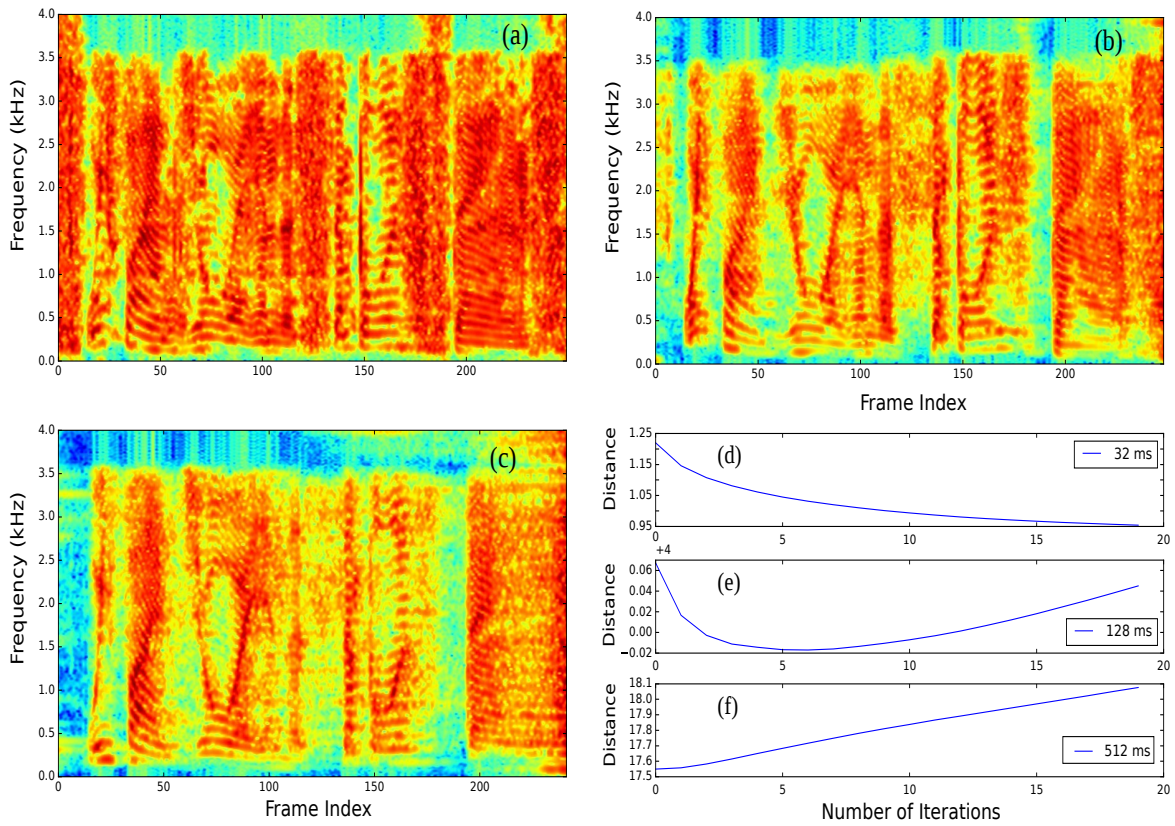 (a)
Frequency (kHz)
4.0
3.5
3.0
2.5
2.0
1.5
1.0
0.5
0.0
0 50 100 150 200
(b)
Frequency (kHz)
4.0
3.5
3.0
2.5
2.0
1.5
1.0
0.5
0.0
0 50 100 150 200
Frame Index
(c)
Frequency (kHz)
4.0
3.5
3.0
2.5
2.0
1.5
1.0
0.5
0.0
0 50 100 150 200
Frame Index
(d)
32 ms
Distance
1.25
1.15
1.05
0.95
0 5 10 15 20
+4
(e)
128 ms
Distance
0.06
0.04
0.02
0.00
−0.02
0 5 10 15 20
(f)
512 ms
Distance
18.1
18.0
17.9
17.8
17.7
17.6
17.5
0 5 10 15 20
Number of Iterations